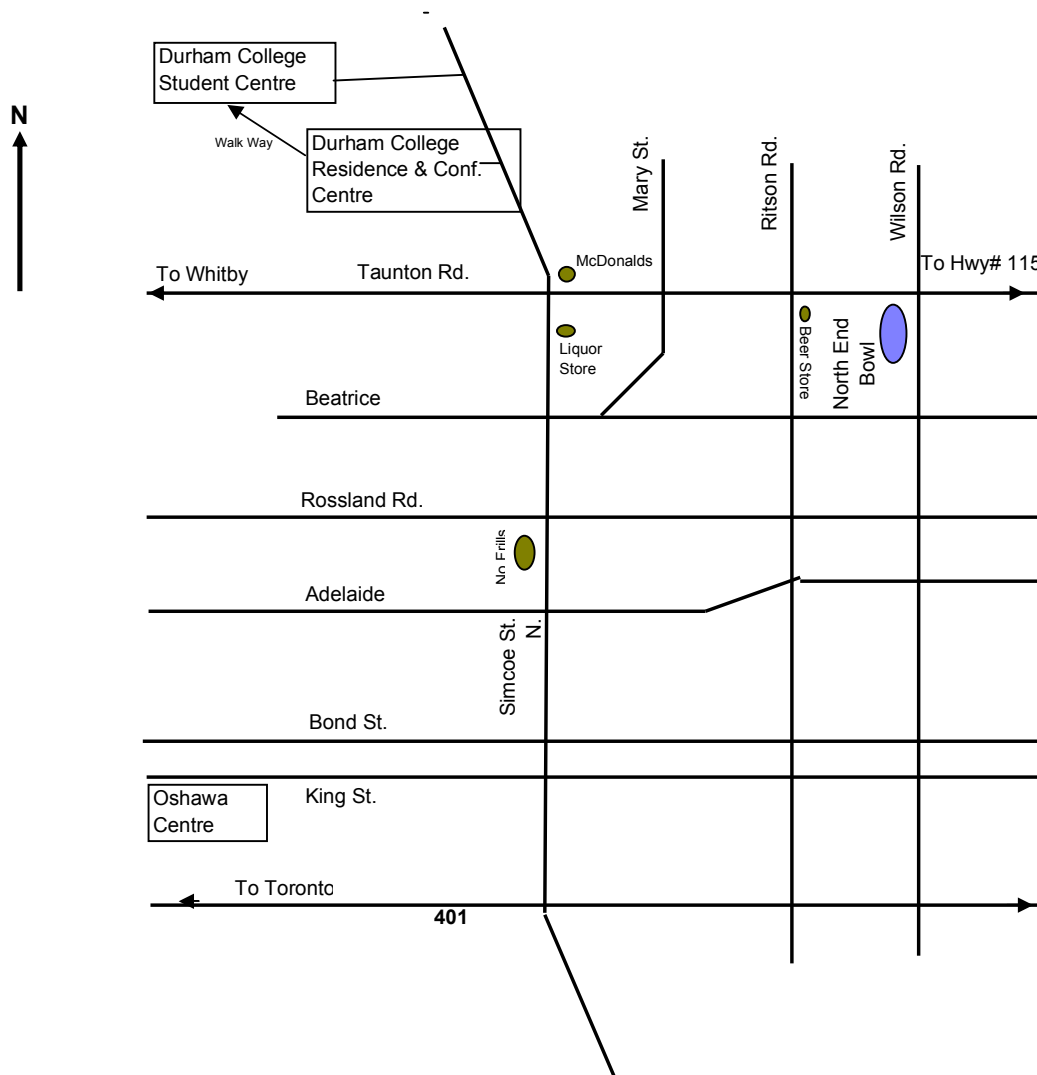 Durham College
Student Centre
N
Walk Way
Durham College
Residence & Conf.
Centre
Mary St.
Ritson Rd.
Wilson Rd.
McDonalds
To Whitby
Taunton Rd.
To Hwy# 115
Liquor
Store
Beer Store
North End
Bowl
Beatrice
Rossland Rd.
No Frills
Adelaide
Simcoe St.
N.
Bond St.
King St.
Oshawa
Centre
To Toronto
401